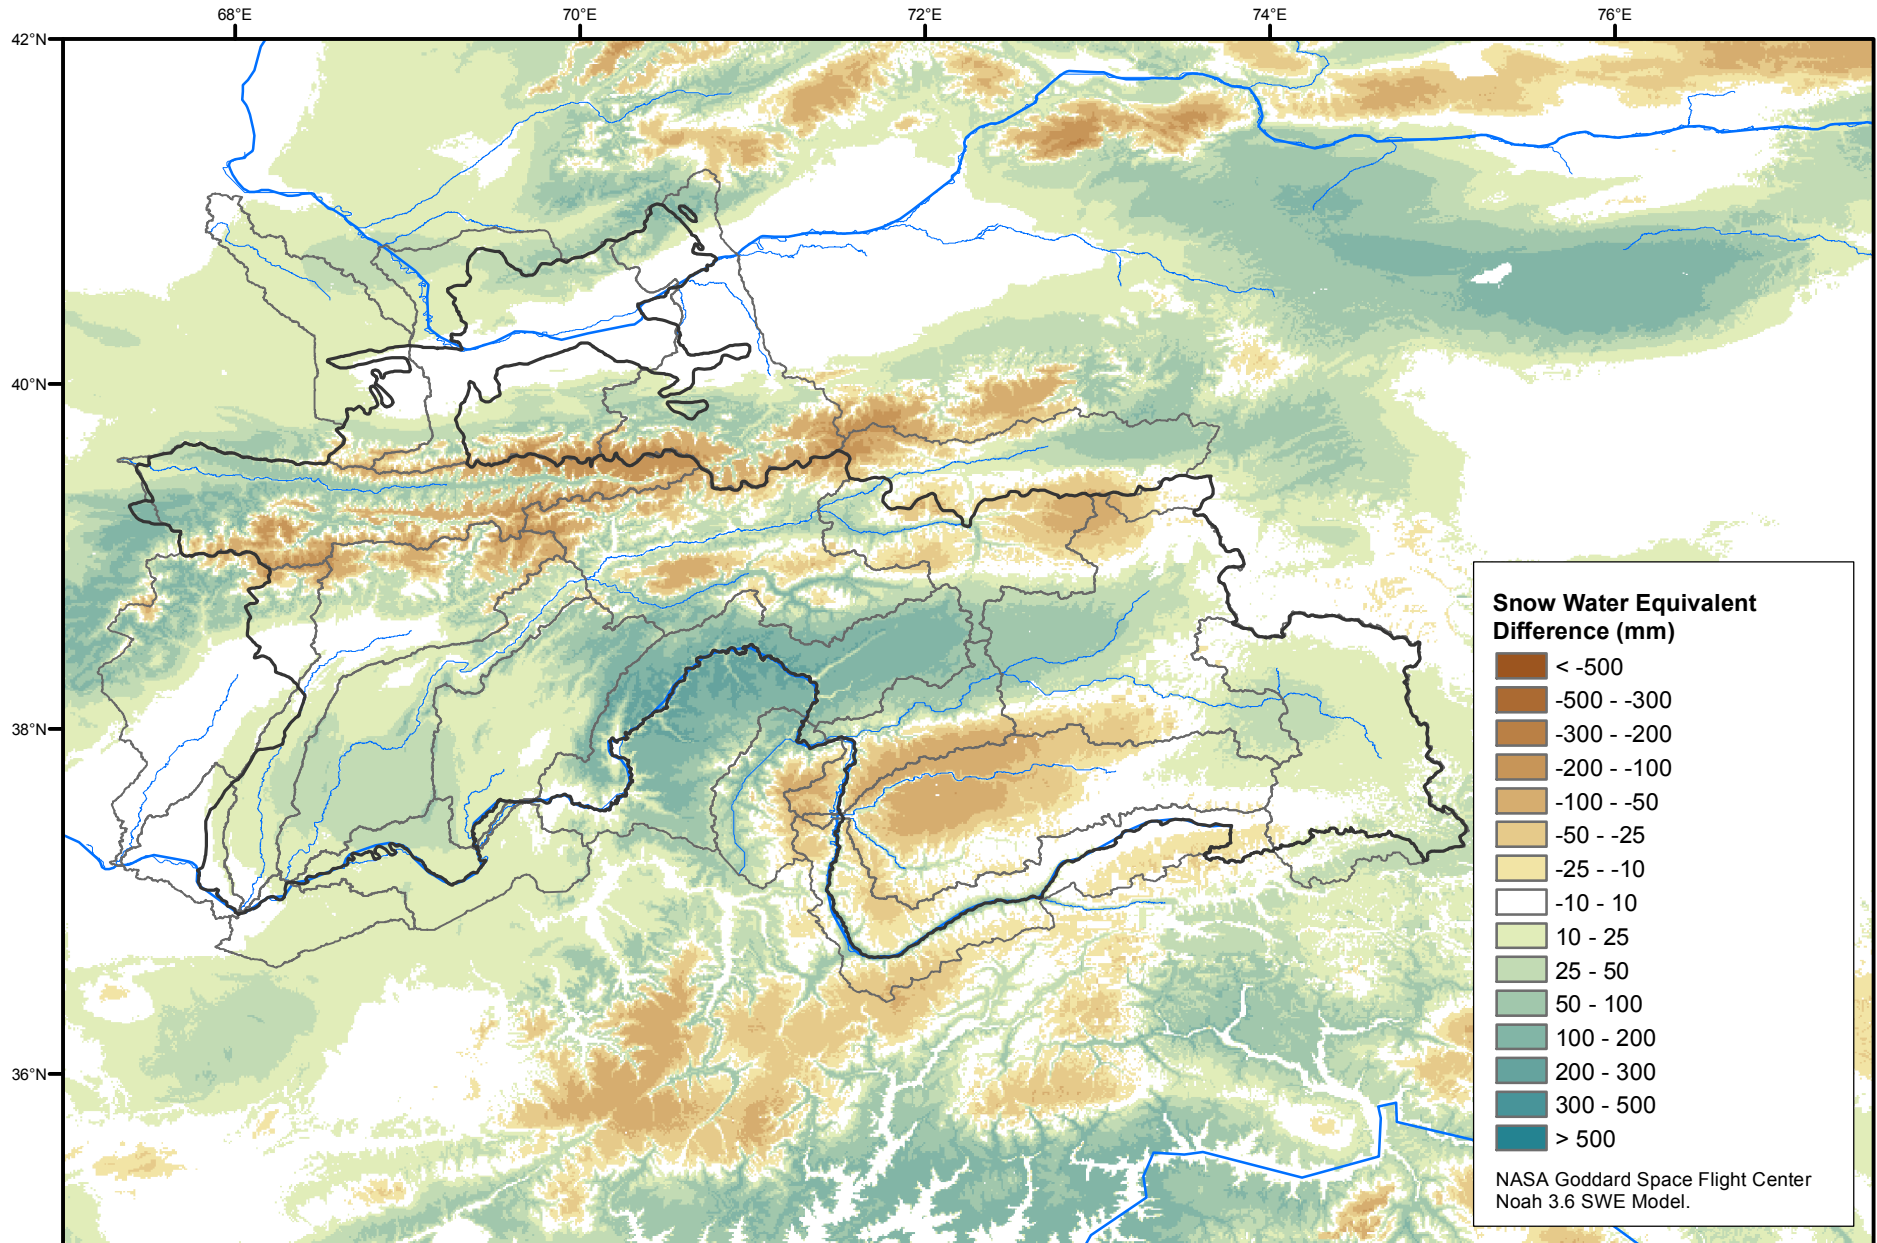 68°E 70°E 72°E 74°E 76°E
42°N
40°N
38°N
36°N
Snow Water Equivalent
Difference (mm)
< -500
-500 - -300
-300 - -200
-200 - -100
-100 - -50
-50 - -25
-25 - -10
-10 - 10
10 - 25
25 - 50
50 - 100
100 - 200
200 - 300
300 - 500
> 500
NASA Goddard Space Flight Center
Noah 3.6 SWE Model.